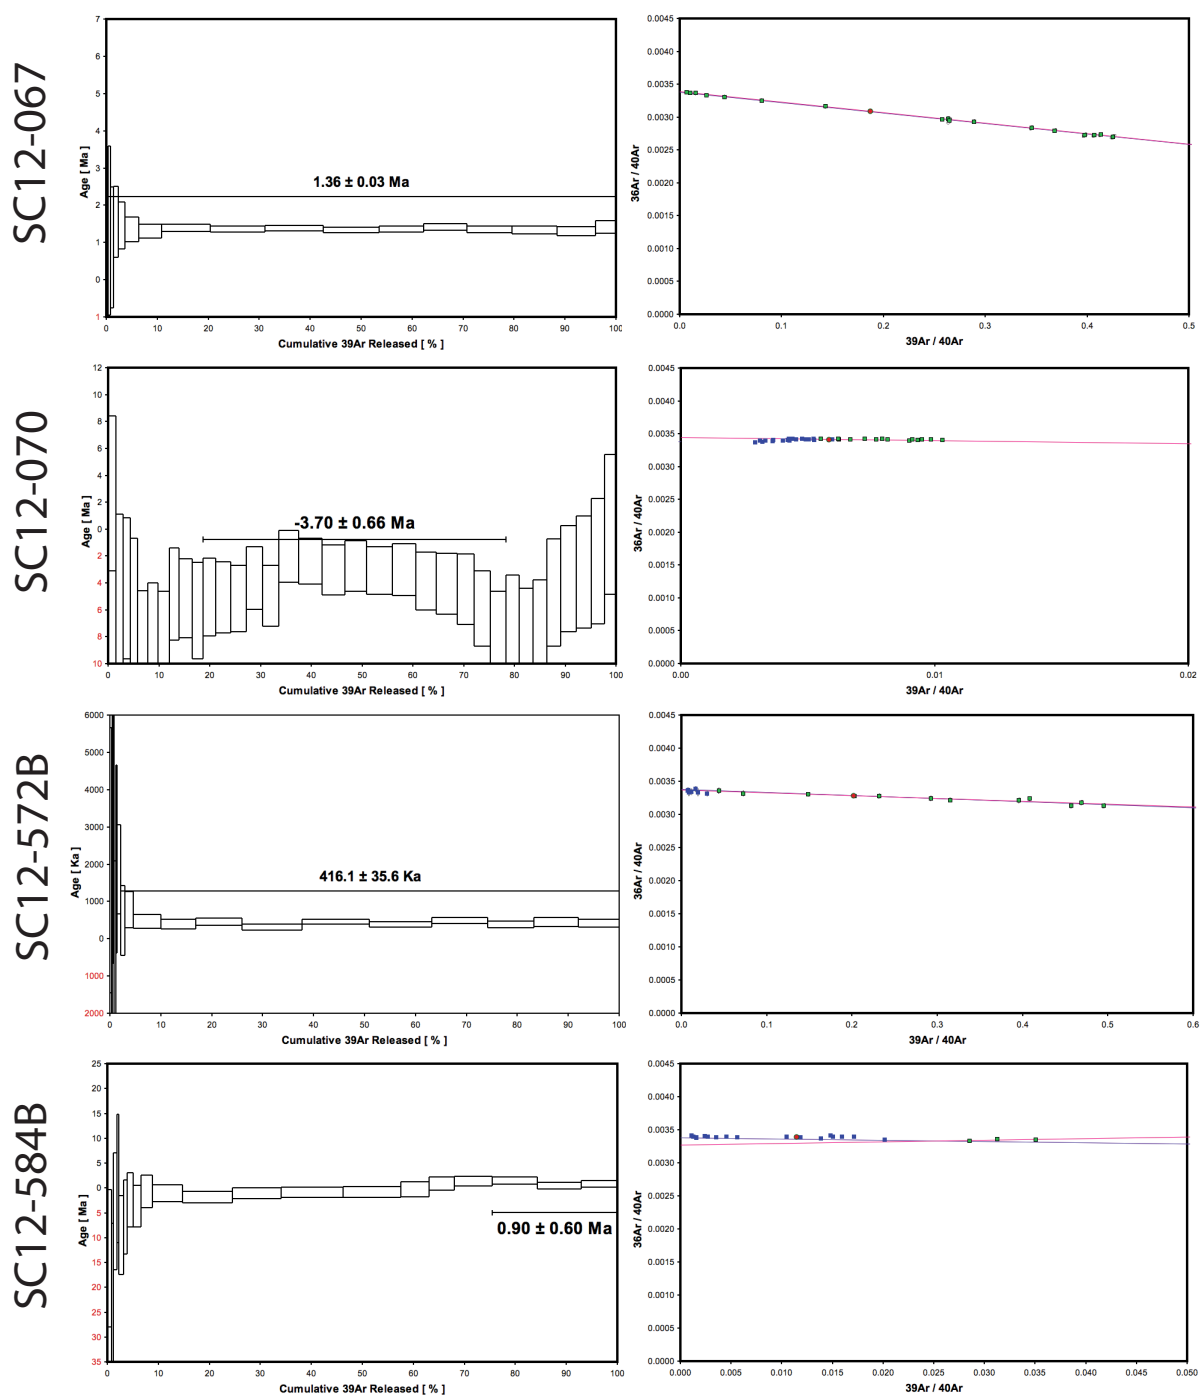 SC12-067
7
6
5
4
3
2
1
0
1
Age [ Ma ]
1.36 ± 0.03 Ma
0 10 20 30 40 50 60 70 80 90 100
Cumulative 39Ar Released [ % ]
0.0045
0.0040
0.0035
0.0030
0.0025
0.0020
0.0015
0.0010
0.0005
0.0000
36Ar / 40Ar
0.0 0.1 0.2 0.3 0.4 0.5
39Ar / 40Ar
SC12-070
12
10
8
6
4
2
0
2
4
6
8
10
Age [ Ma ]
-3.70 ± 0.66 Ma
0 10 20 30 40 50 60 70 80 90 100
Cumulative 39Ar Released [ % ]
0.0045
0.0040
0.0035
0.0030
0.0025
0.0020
0.0015
0.0010
0.0005
0.0000
36Ar / 40Ar
0.00 0.01 0.02
39Ar / 40Ar
SC12-572B
6000
5000
4000
3000
2000
1000
0
1000
2000
Age [ Ka ]
416.1 ± 35.6 Ka
0 10 20 30 40 50 60 70 80 90 100
Cumulative 39Ar Released [ % ]
0.0045
0.0040
0.0035
0.0030
0.0025
0.0020
0.0015
0.0010
0.0005
0.0000
36Ar / 40Ar
0.0 0.1 0.2 0.3 0.4 0.5 0.6
39Ar / 40Ar
SC12-584B
25
20
15
10
5
0
5
10
15
20
25
30
35
Age [ Ma ]
0.90 ± 0.60 Ma
0 10 20 30 40 50 60 70 80 90 100
Cumulative 39Ar Released [ % ]
0.0045
0.0040
0.0035
0.0030
0.0025
0.0020
0.0015
0.0010
0.0005
0.0000
36Ar / 40Ar
0.000 0.005 0.010 0.015 0.020 0.025 0.030 0.035 0.040 0.045 0.050
39Ar / 40Ar